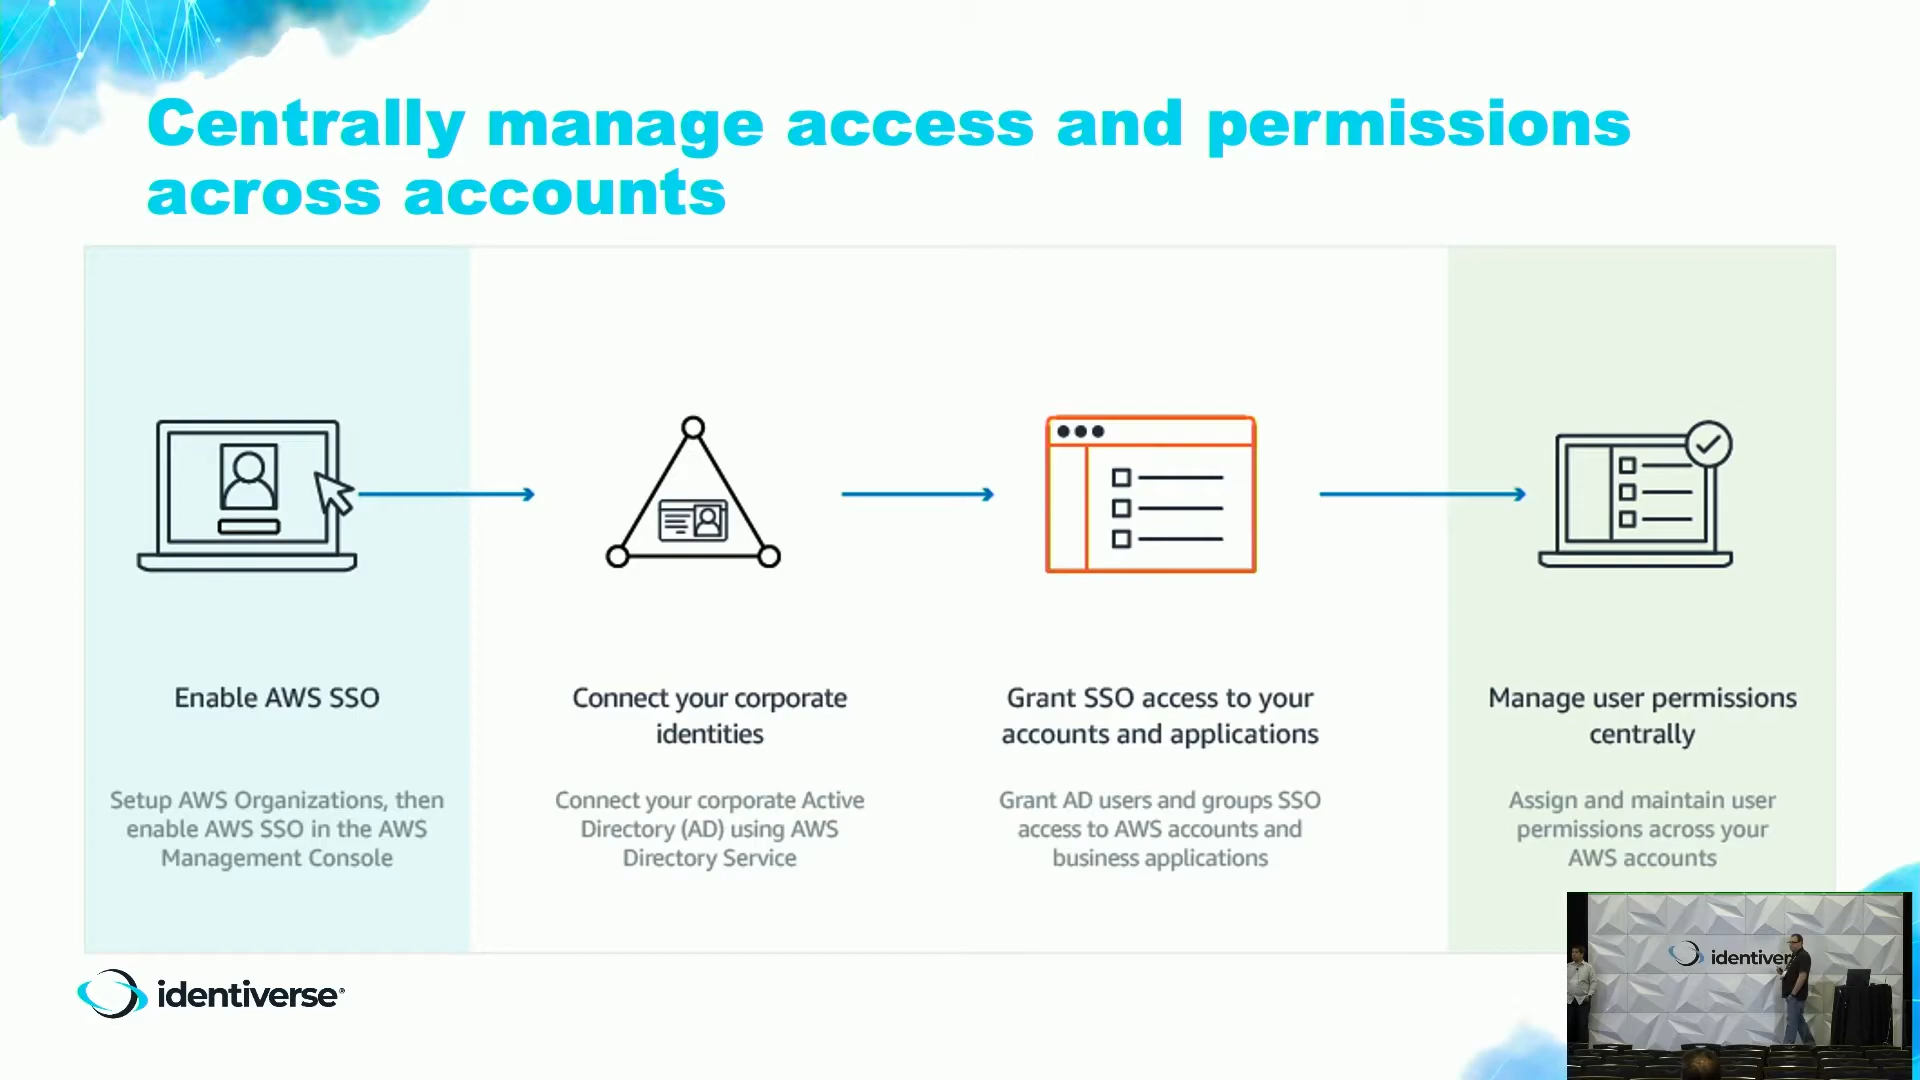 Centrally manage access and permissions
across accounts
Enable AWS SSO
Setup AWS Organizations, then
enable AWS SSO in the AWS
Management Console
Connect your corporate
identities
Connect your corporate Active
Directory (AD) using AWS
Directory Service
Grant SSO access to your
accounts and applications
Grant AD users and groups SSO
access to AWS accounts and
business applications
Manage user permissions
centrally
Assign and maintain user
permissions across your
AWS accounts
identiverse®
identiver